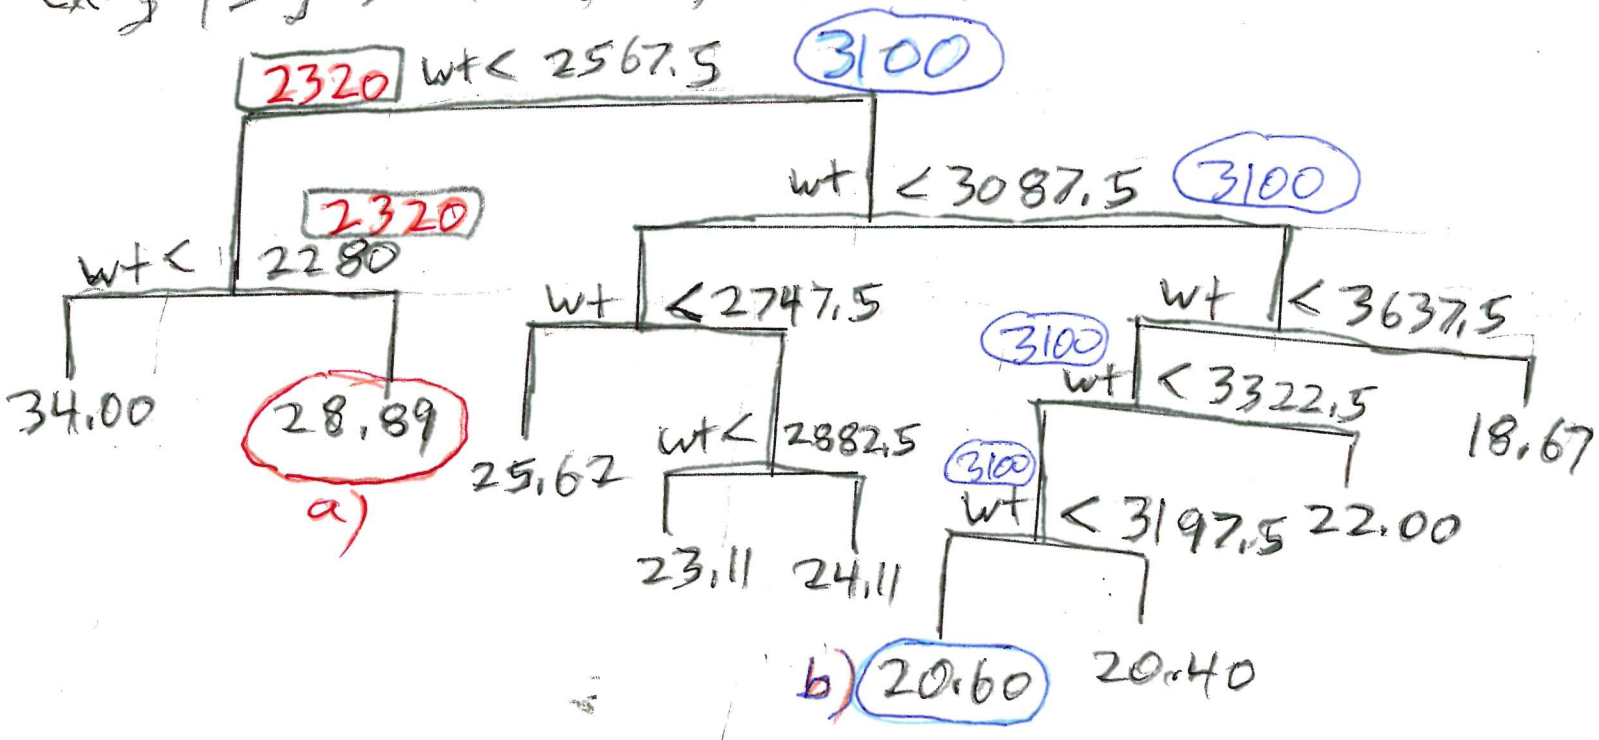 2320 wt < 2567.5 3100
wt < 3087.5 3100
2320
wt < 2280
wt < 2747.5
wt < 3637.5
3100
wt < 3322.5
34.00
28.89
a)
25.62
wt < 2882.5
18.67
3100
wt < 3197.5
22.00
23.11 24.11
b) 20.60 20.40